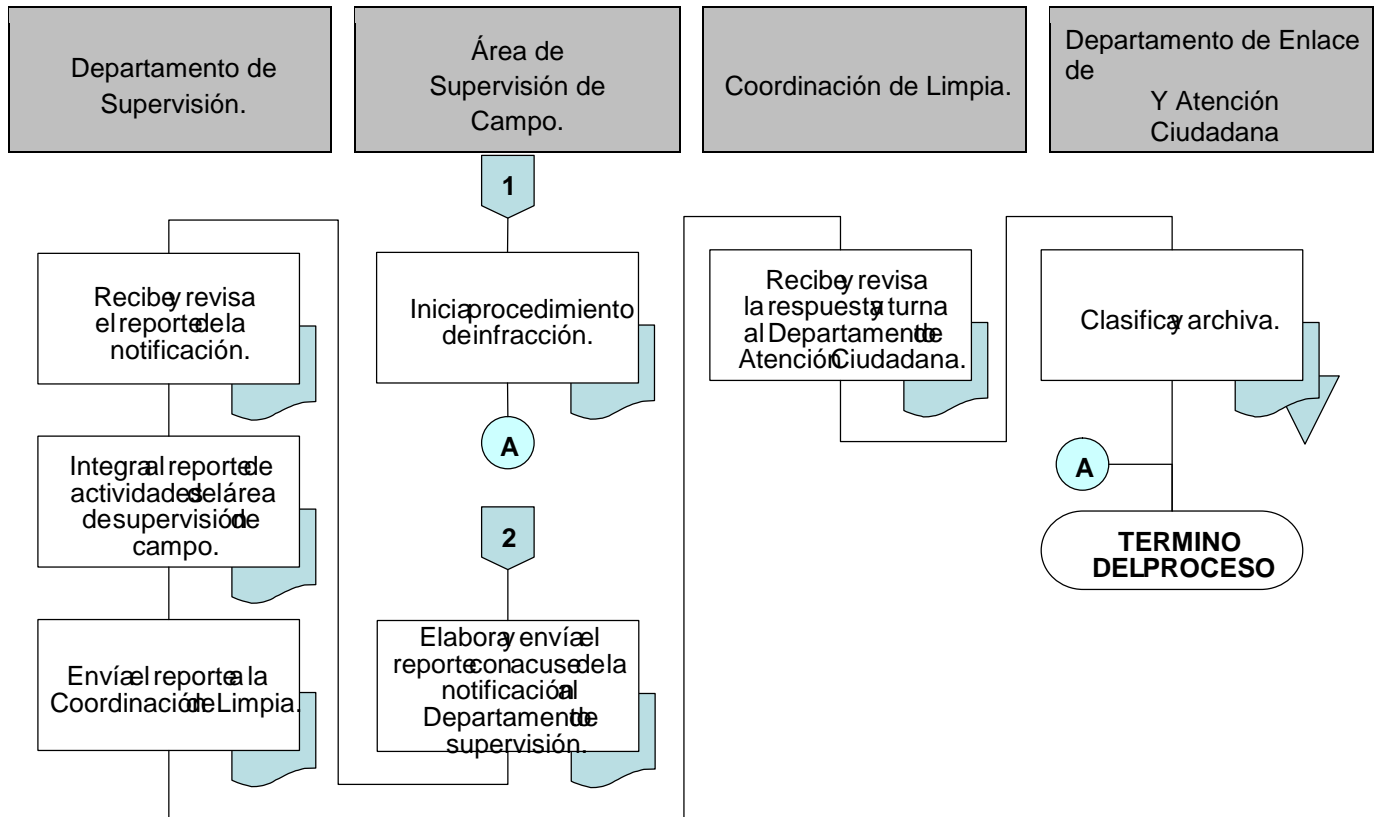 Departamento de
Supervisión.
Área de
Supervisión de
Campo.
Coordinación de Limpia.
Departamento de Enlace
de
Y Atención
Ciudadana
1
Recibe y revisa
el reporte de la
notificación.
Integra al reporte de
actividades del área
de supervisión de
campo.
Envía el reporte a la
Coordinación de Limpia.
Inicia procedimiento
de infracción.
A
2
Elabora y envía el
reporte con acuse de la
notificación al
Departamento de
supervisión.
Recibe y revisa
la respuesta y turna
al Departamento de
Atención Ciudadana.
Clasifica y archiva.
A
TERMINO
DEL PROCESO